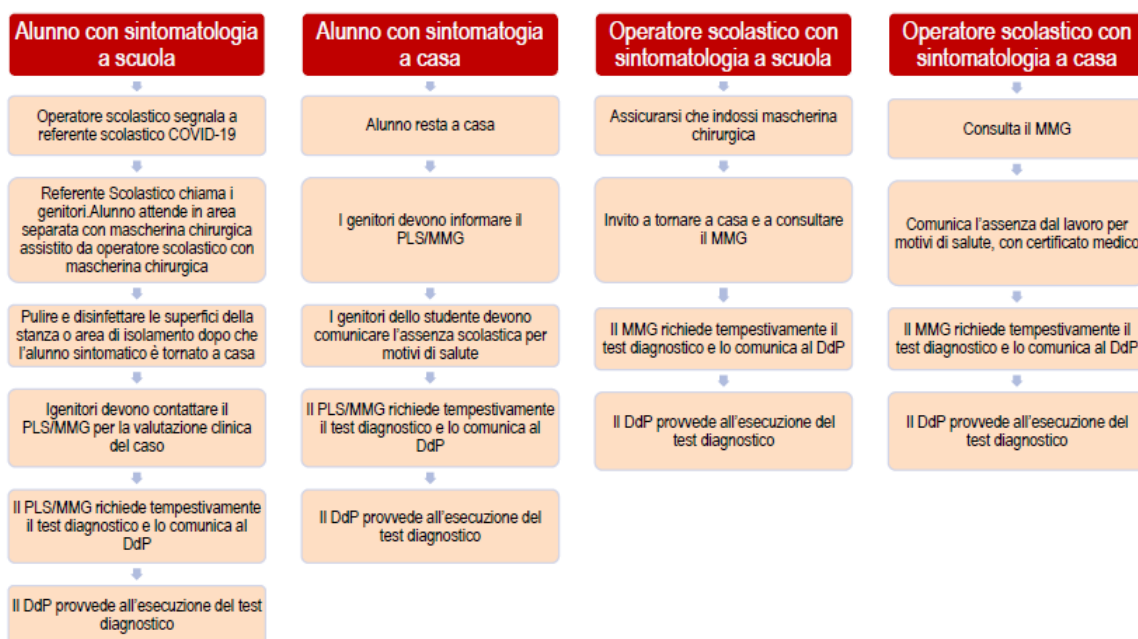 Alunno con sintomatologia
a scuola
Operatore scolastico segnala a
referente scolastico COVID-19
Referente Scolastico chiama i
genitori.Alunno attende in area
separata con mascherina chirurgica
assistito da operatore scolastico con
mascherina chirurgica
Pulire e disinfettare le superfici della
stanza o area di isolamento dopo che
l'alunno sintomatico è tornato a casa
Igenitori devono contattare il
PLS/MMG per la valutazione clinica
del caso
Il PLS/MMG richiede tempestivamente
il test diagnostico e lo comunica al
DdP
Il DdP provvede all'esecuzione del test
diagnostico
Alunno con sintomatogia
a casa
Alunno resta a casa
I genitori devono informare il
PLS/MMG
I genitori dello studente devono
comunicare l'assenza scolastica per
motivi di salute
Il PLS/MMG richiede tempestivamente
il test diagnostico e lo comunica al
DdP
Il DdP provvede all'esecuzione del
test diagnostico
Operatore scolastico con
sintomatologia a scuola
Assicurarsi che indossi mascherina
chirurgica
Invito a tornare a casa e a consultare
il MMG
Il MMG richiede tempestivamente il
test diagnostico e lo comunica al DdP
Il DdP provvede all'esecuzione del
test diagnostico
Operatore scolastico con
sintomatologia a casa
Consulta il MMG
Comunica l'assenza dal lavoro per
motivi di salute, con certificato medico
Il MMG richiede tempestivamente il
test diagnostico e lo comunica al DdP
Il DdP provvede all'esecuzione del
test diagnostico